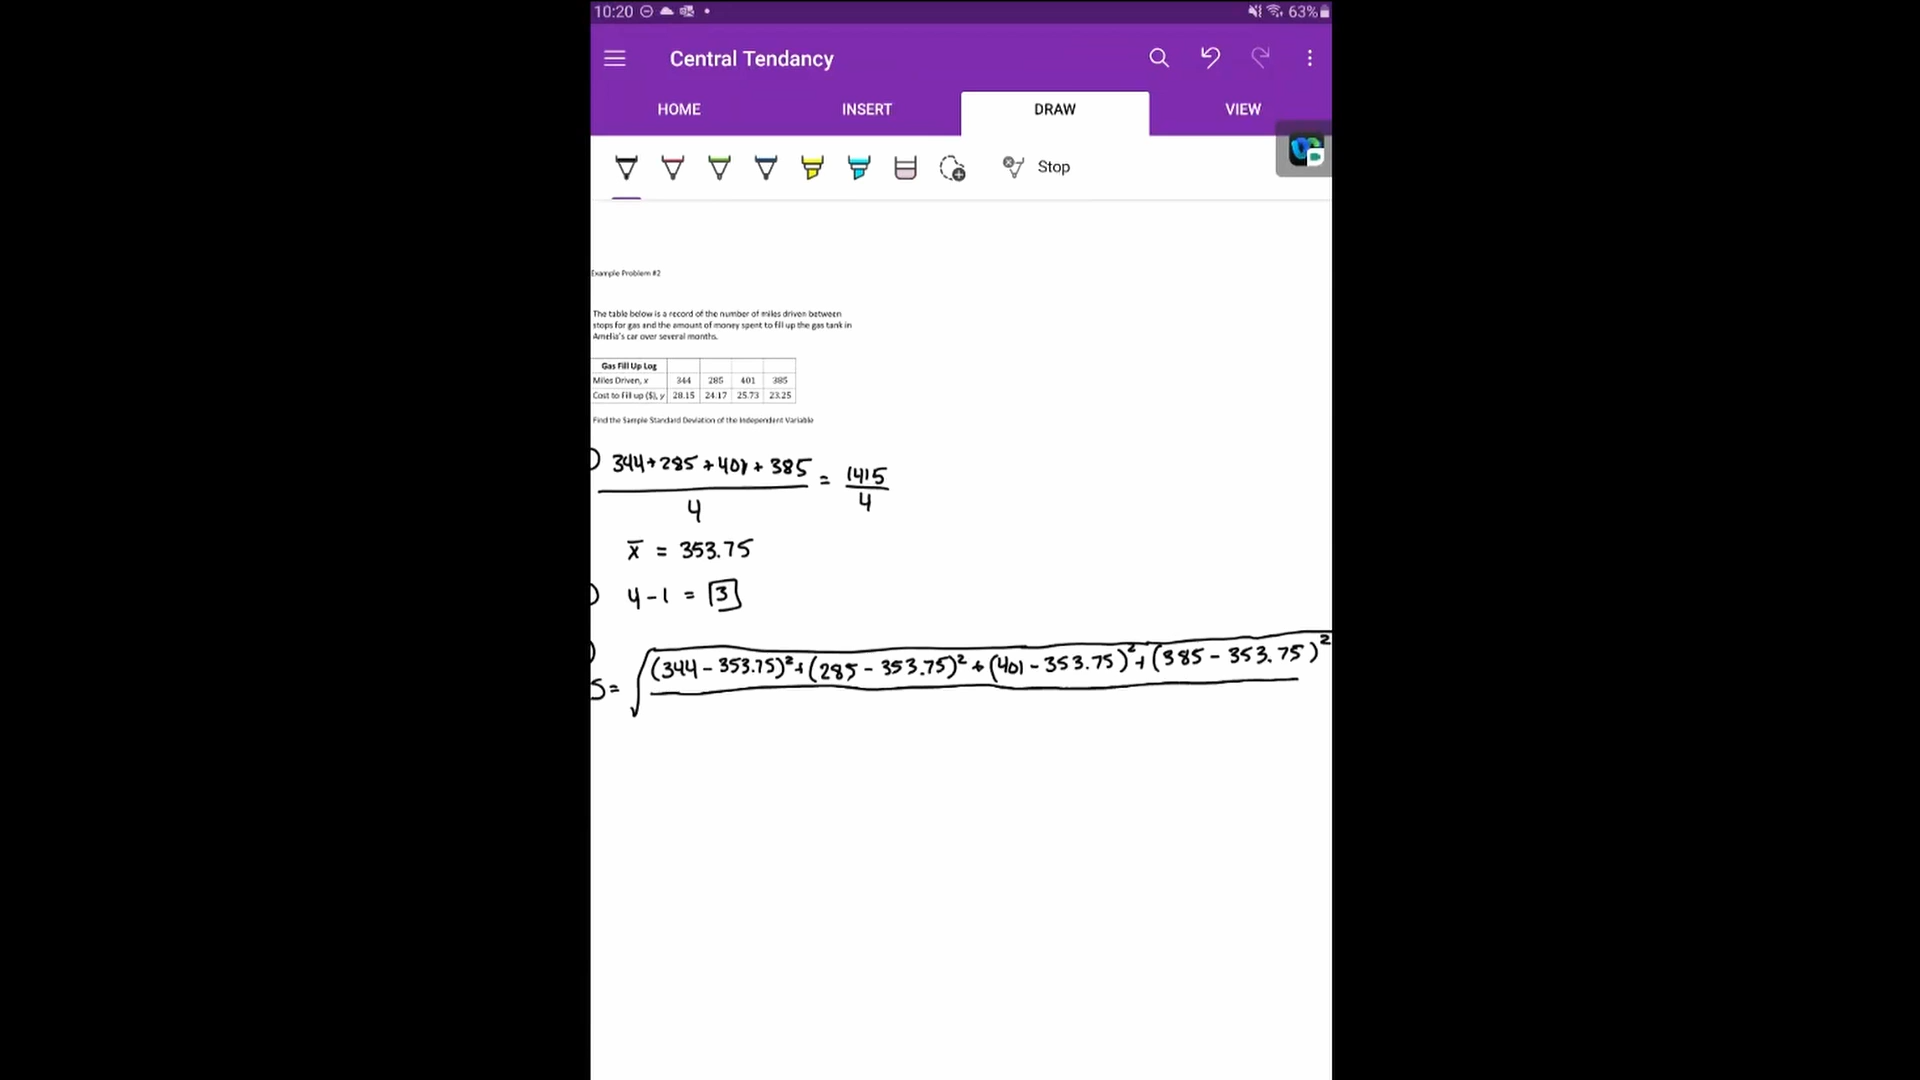 10:20 63%
Central Tendancy
HOME INSERT DRAW VIEW
Stop
Example Problem #2
The table below is a record of the number of miles driven between
stops for gas and the amount of money spent to fill up the gas tank in
Amelia's car over several months.
Gas Fill Up Log
Miles Driven, x 344 285 401 385
Cost to Fill up ($), y 28.15 24.17 25.73 23.25
Find the Sample Standard Deviation of the Independent Variable
) 344+285+401+385 = 1415
4 4
x̄ = 353.75
) 4-1 = 3
)
S = √(344-353.75)²+(285-353.75)²+(401-353.75)²+(385-353.75)²